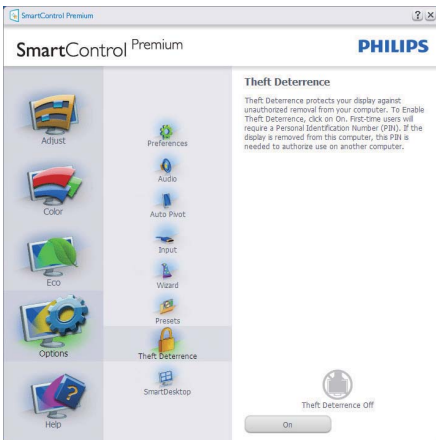 SmartControl Premium
SmartControl Premium
PHILIPS
Adjust
Color
Eco
Options
Help
Preferences
Audio
Auto Pivot
Input
Wizard
Presets
Theft Deterrence
SmartDesktop
Theft Deterrence
Theft Deterrence protects your display against
unauthorized removal from your computer. To Enable
Theft Deterrence, click on On. First-time users will
require a Personal Identification Number (PIN). If the
display is removed from this computer, this PIN is
needed to authorize use on another computer.
Theft Deterrence Off
On